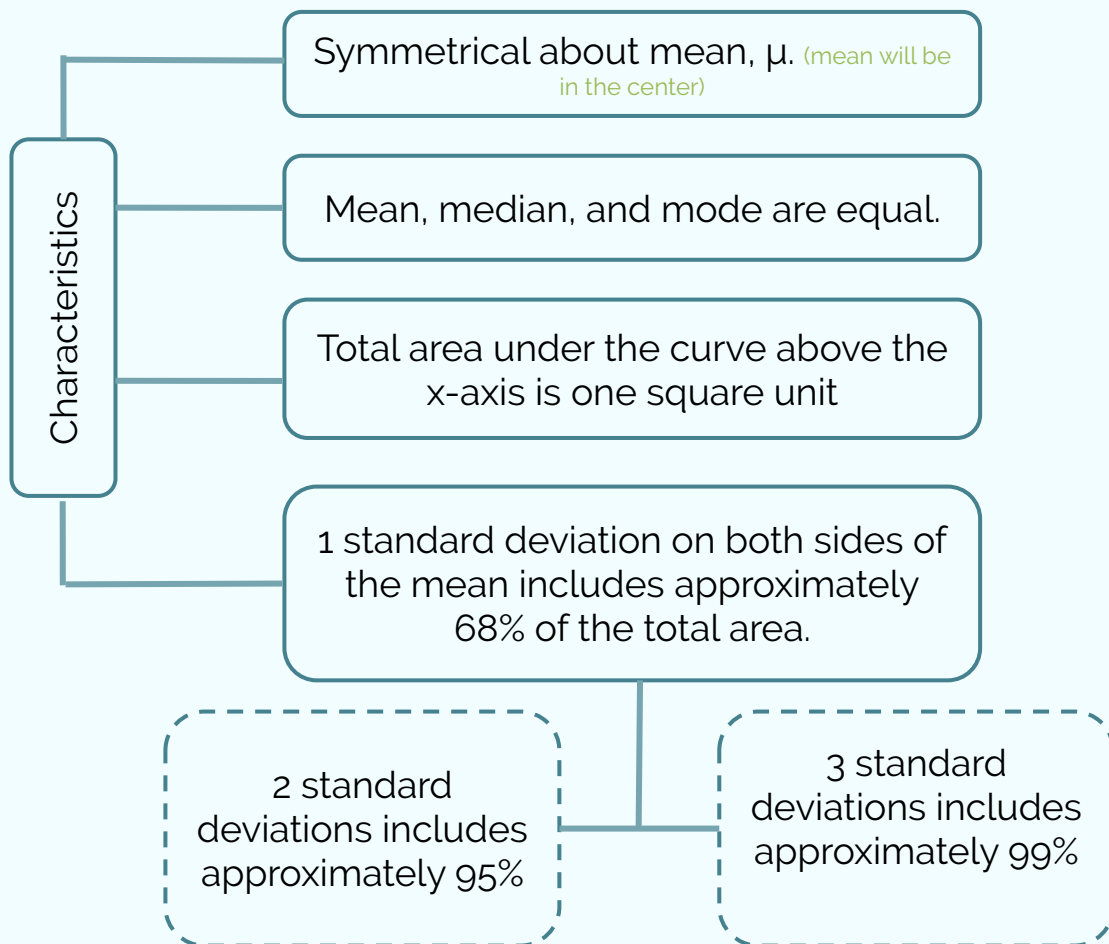 Symmetrical about mean, μ. (mean will be
in the center)
Characteristics
Mean, median, and mode are equal.
Total area under the curve above the
x-axis is one square unit
1 standard deviation on both sides of
the mean includes approximately
68% of the total area.
2 standard
deviations includes
approximately 95%
3 standard
deviations includes
approximately 99%